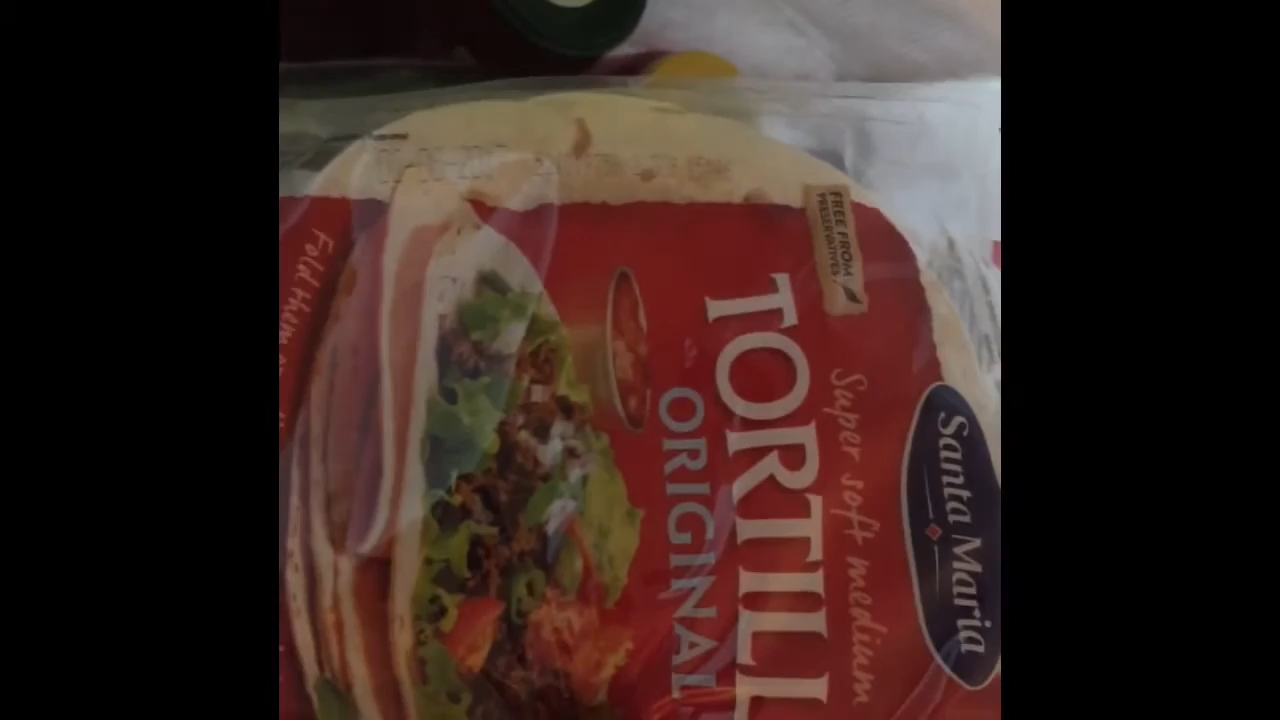 Santa Maria
Super soft medium
TORTILL
ORIGINAL
FREE FROM
PRESERVATIVES
Fold them